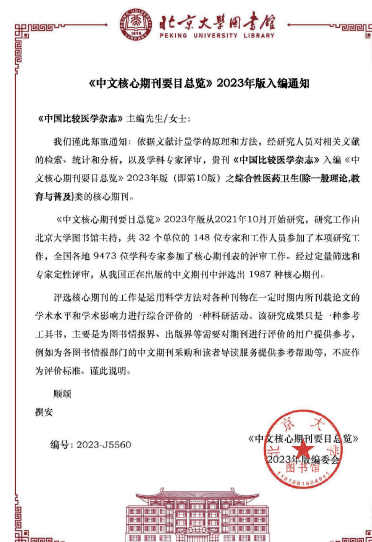 北京大学图书馆
PEKING UNIVERSITY LIBRARY
《中文核心期刊要目总览》2023年版入编通知
《中国比较医学杂志》主编先生/女士:
我们谨此郑重通知:依据文献计量学的原理和方法,经研究人员对相关文献
的检索、统计和分析,以及学科专家评审,贵刊《中国比较医学杂志》入编《中
文核心期刊要目总览》2023年版(即第10版)之综合性医药卫生(除一般理论,教
育与普及)类的核心期刊。
《中文核心期刊要目总览》2023年版从2021年10月开始研究,研究工作由
北京大学图书馆主持,共32个单位的148位专家和工作人员参加了本项研究工
作,全国各地9473位学科专家参加了核心期刊表的评审工作。经过定量筛选和
专家定性评审,从我国正在出版的中文期刊中评选出1987种核心期刊。
评选核心期刊的工作是运用科学方法对各种刊物在一定时期内所刊载论文的
学术水平和学术影响力进行综合评价的一种科研活动。该研究成果只是一种参考
工具书,主要是为图书情报界、出版界等需要对期刊进行评价的用户提供参考,
例如为各图书情报部门的中文期刊采购和读者导读服务提供参考帮助等,不应作
为评价标准。谨此说明。
顺颂
撰安
编号:2023-J5560
《中文核心期刊要目总览》
2023年版编委会
北京大
图书馆